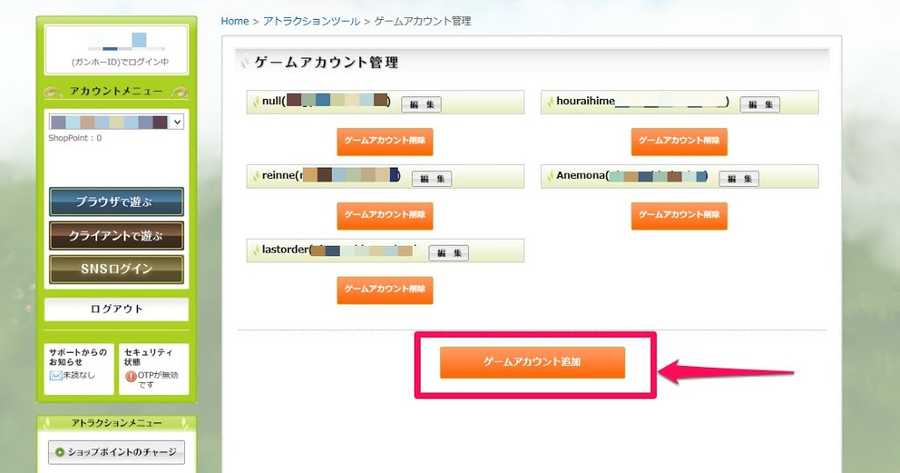 Home > アトラクションツール > ゲームアカウント管理
(ガンホーID)でログイン中
アカウントメニュー
ShopPoint : 0
ブラウザで遊ぶ
クライアントで遊ぶ
SNSログイン
ログアウト
サポートからの
お知らせ
未読なし
セキュリティ
状態
OTPが無効
です
アトラクションメニュー
ショップポイントのチャージ
ゲームアカウント管理
null( ) 編 集
houraihime ) 編 集
ゲームアカウント削除
ゲームアカウント削除
reinne( ) 編 集
Anemona( ) 編 集
ゲームアカウント削除
ゲームアカウント削除
lastorder( 編 集
ゲームアカウント削除
ゲームアカウント追加